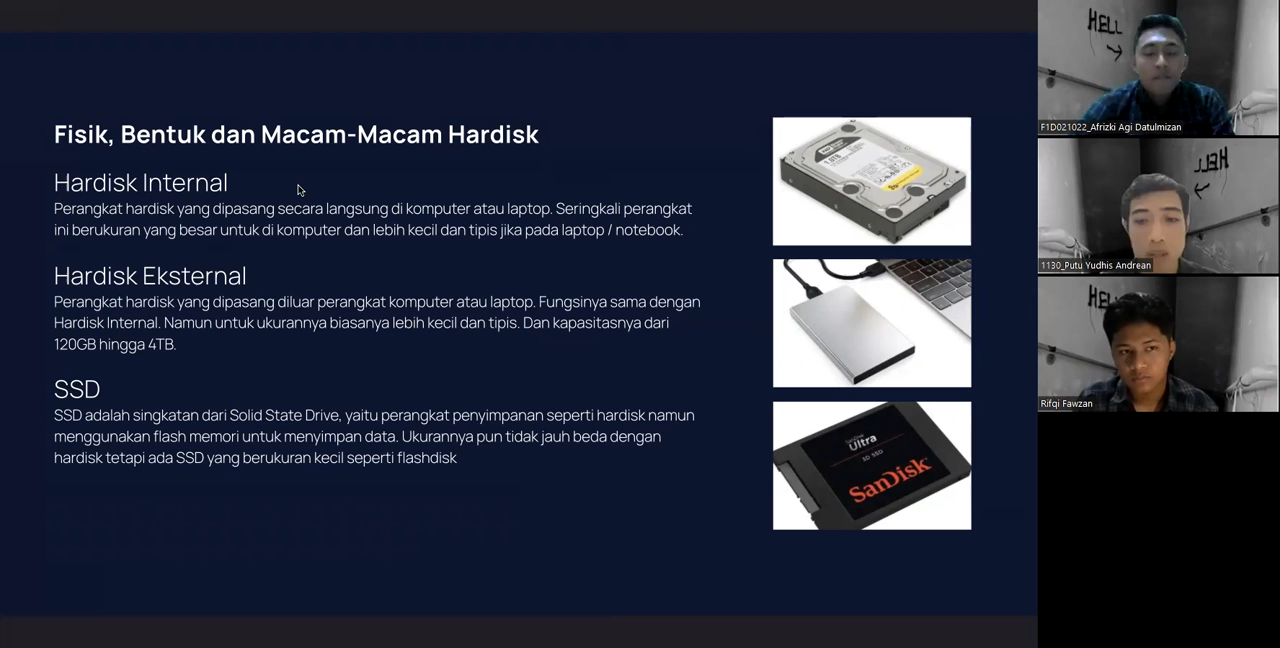 Fisik, Bentuk dan Macam-Macam Hardisk
Hardisk Internal
Perangkat hardisk yang dipasang secara langsung di komputer atau laptop. Seringkali perangkat
ini berukuran yang besar untuk di komputer dan lebih kecil dan tipis jika pada laptop / notebook.
Hardisk Eksternal
Perangkat hardisk yang dipasang diluar perangkat komputer atau laptop. Fungsinya sama dengan
Hardisk Internal. Namun untuk ukurannya biasanya lebih kecil dan tipis. Dan kapasitasnya dari
120GB hingga 4TB.
SSD
SSD adalah singkatan dari Solid State Drive, yaitu perangkat penyimpanan seperti hardisk namun
menggunakan flash memori untuk menyimpan data. Ukurannya pun tidak jauh beda dengan
hardisk tetapi ada SSD yang berukuran kecil seperti flashdisk
1.0TB
Ultra
3D SSD
SanDisk
HELL
F1D021022_Afrizki Agi Datulmizan
HELL
1130_Putu Yudhis Andrean
HELL
Rifqi Fawzan